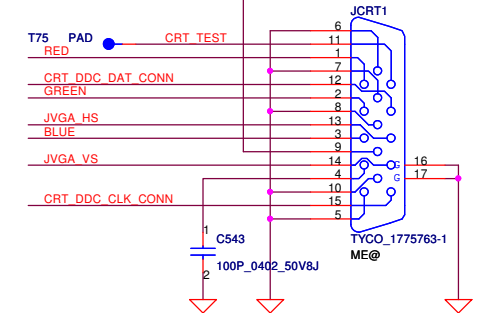 JCRT1
6
T75 PAD CRT_TEST 11
RED 1
7
CRT_DDC_DAT_CONN 12
GREEN 2
8
JVGA_HS 13
BLUE 3
9
JVGA_VS 14 G 16
4 G 17
10
CRT_DDC_CLK_CONN 15
5
1
C543
TYCO_1775763-1
ME@
100P_0402_50V8J
2